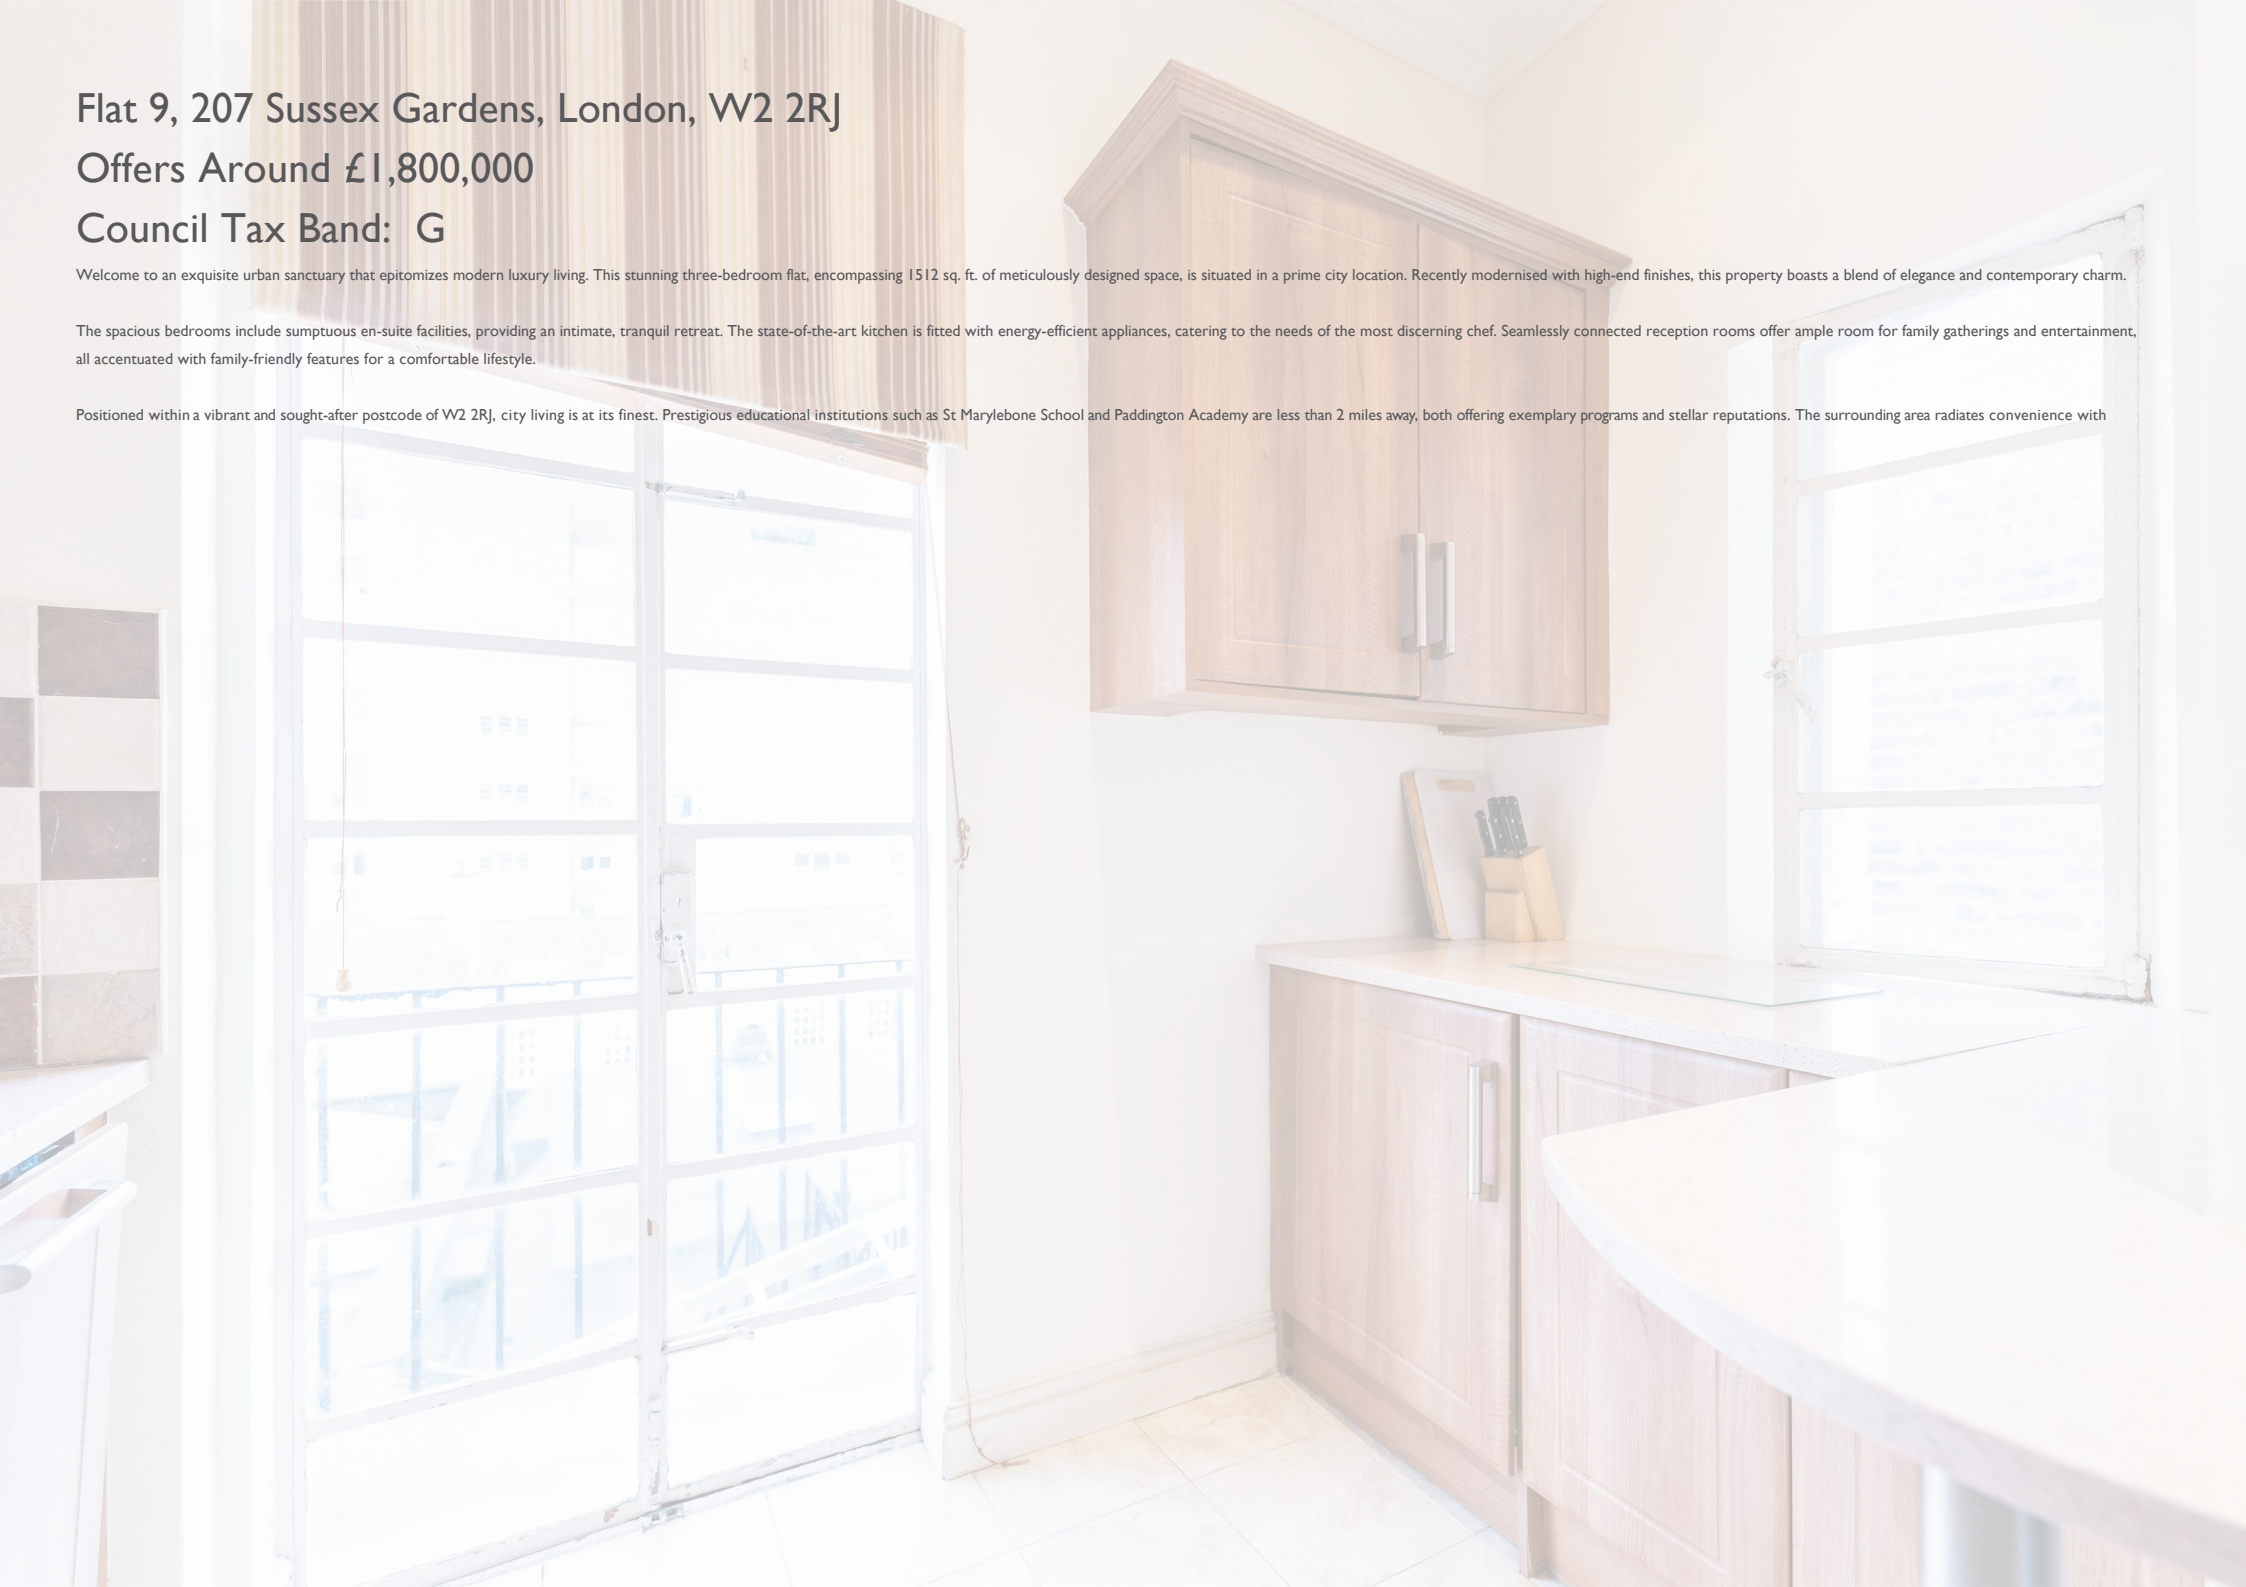 Flat 9, 207 Sussex Gardens, London, W2 2RJ
Offers Around £1,800,000
Council Tax Band: G
Welcome to an exquisite urban sanctuary that epitomizes modern luxury living. This stunning three-bedroom flat, encompassing 1512 sq. ft. of meticulously designed space, is situated in a prime city location. Recently modernised with high-end finishes, this property boasts a blend of elegance and contemporary charm.
The spacious bedrooms include sumptuous en-suite facilities, providing an intimate, tranquil retreat. The state-of-the-art kitchen is fitted with energy-efficient appliances, catering to the needs of the most discerning chef. Seamlessly connected reception rooms offer ample room for family gatherings and entertainment,
all accentuated with family-friendly features for a comfortable lifestyle.
Positioned within a vibrant and sought-after postcode of W2 2RJ, city living is at its finest. Prestigious educational institutions such as St Marylebone School and Paddington Academy are less than 2 miles away, both offering exemplary programs and stellar reputations. The surrounding area radiates convenience with